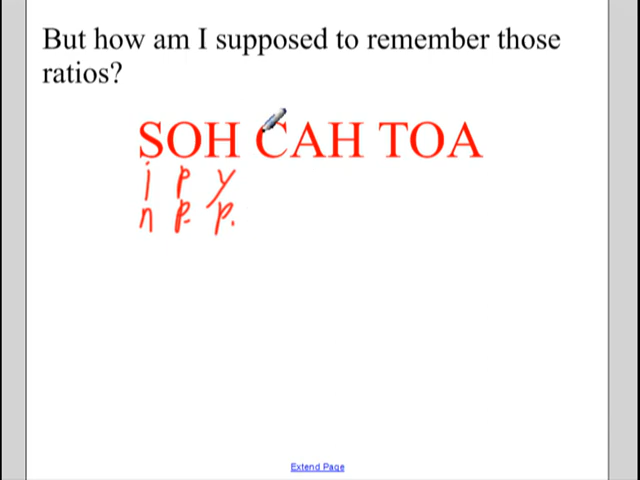 But how am I supposed to remember those
ratios?
SOH CAH TOA
i p y
n p. p.
Extend Page